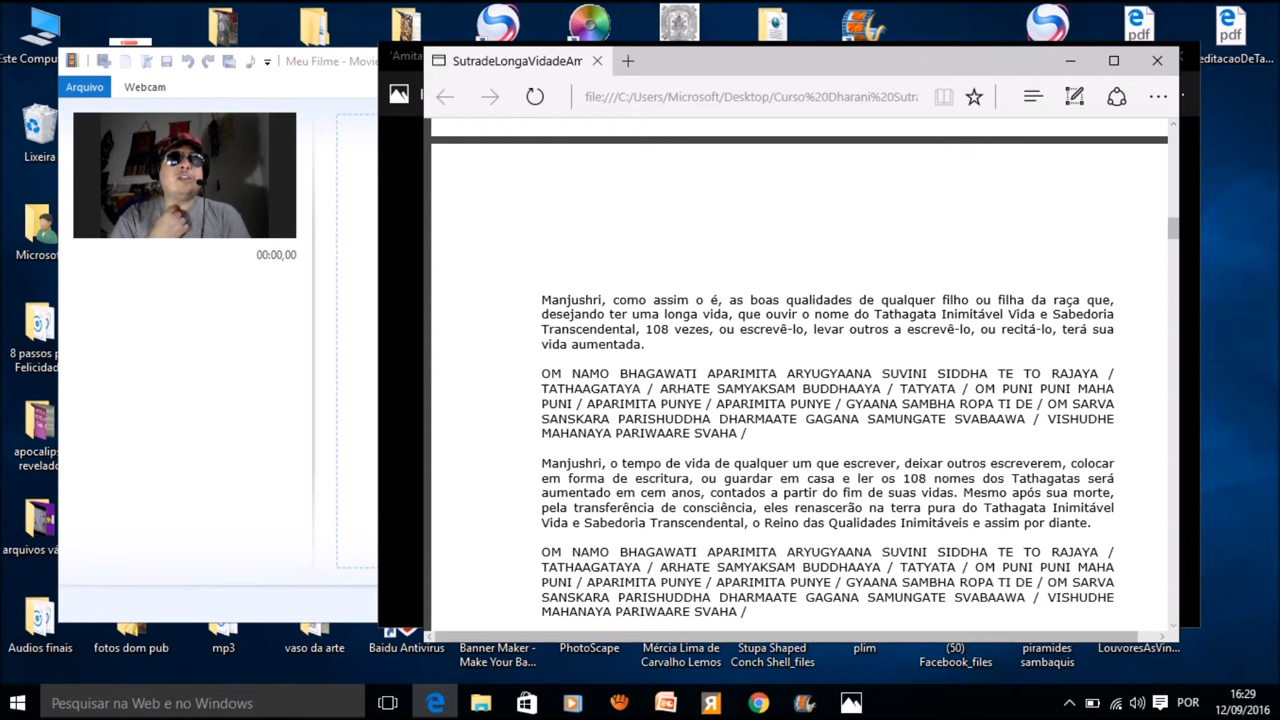 Este Compu
editacaoDeTa...
Meu Filme - Movie
'Amita
SutradeLongaVidadeAm
Arquivo
Webcam
file:///C:/Users/Microsoft/Desktop/Curso%20Dharani%20Sutra
00:00,00
Lixeira
Microso
8 passos p
Felicidad
apocalip
revelado
arquivos vá
Manjushri, como assim o é, as boas qualidades de qualquer filho ou filha da raça que,
desejando ter uma longa vida, que ouvir o nome do Tathagata Inimitável Vida e Sabedoria
Transcendental, 108 vezes, ou escrevê-lo, levar outros a escrevê-lo, ou recitá-lo, terá sua
vida aumentada.
OM NAMO BHAGAWATI APARIMITA ARYUGYAANA SUVINI SIDDHA TE TO RAJAYA /
TATHAAGATAYA / ARHATE SAMYAKSAM BUDDHAAYA / TATYATA / OM PUNI PUNI MAHA
PUNI / APARIMITA PUNYE / APARIMITA PUNYE / GYAANA SAMBHA ROPA TI DE / OM SARVA
SANSKARA PARISHUDDHA DHARMAATE GAGANA SAMUNGATE SVABAAWA / VISHUDHE
MAHANAYA PARIWAARE SVAHA /
Manjushri, o tempo de vida de qualquer um que escrever, deixar outros escreverem, colocar
em forma de escritura, ou guardar em casa e ler os 108 nomes dos Tathagatas será
aumentado em cem anos, contados a partir do fim de suas vidas. Mesmo após sua morte,
pela transferência de consciência, eles renascerão na terra pura do Tathagata Inimitável
Vida e Sabedoria Transcendental, o Reino das Qualidades Inimitáveis e assim por diante.
OM NAMO BHAGAWATI APARIMITA ARYUGYAANA SUVINI SIDDHA TE TO RAJAYA /
TATHAAGATAYA / ARHATE SAMYAKSAM BUDDHAAYA / TATYATA / OM PUNI PUNI MAHA
PUNI / APARIMITA PUNYE / APARIMITA PUNYE / GYAANA SAMBHA ROPA TI DE / OM SARVA
SANSKARA PARISHUDDHA DHARMAATE GAGANA SAMUNGATE SVABAAWA / VISHUDHE
MAHANAYA PARIWAARE SVAHA /
Audios finais
fotos dom pub
mp3
vaso da arte
Baidu Antivirus
Banner Maker -
Make Your Ba...
PhotoScape
Mércia Lima de
Carvalho Lemos
Stupa Shaped
Conch Shell_files
plim
(50)
Facebook_files
piramides
sambaquis
LouvoresAsVin...
Pesquisar na Web e no Windows
POR
16:29
12/09/2016
pdf
pdf